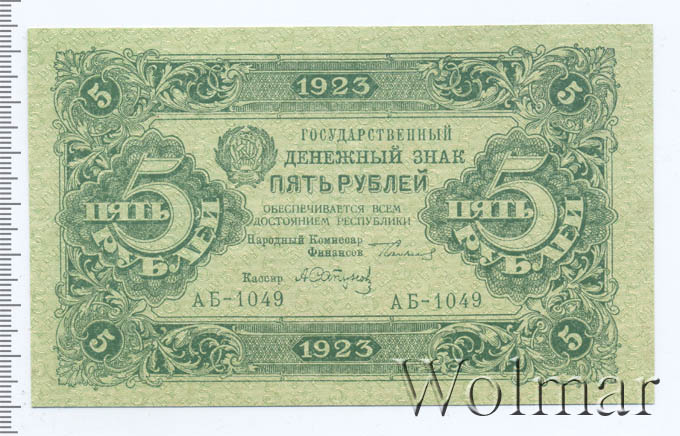 5 1923 5
ГОСУДАРСТВЕННЫЙ
ДЕНЕЖНЫЙ ЗНАК
ПЯТЬ РУБЛЕЙ
ОБЕСПЕЧИВАЕТСЯ ВСЕМ
ДОСТОЯНИЕМ РЕСПУБЛИКИ
5 ПЯТЬ РУБЛЕЙ
5 ПЯТЬ РУБЛЕЙ
Народный Комиссар
Финансов
Кассир
АБ-1049 АБ-1049
5 1923 5
Wolmar